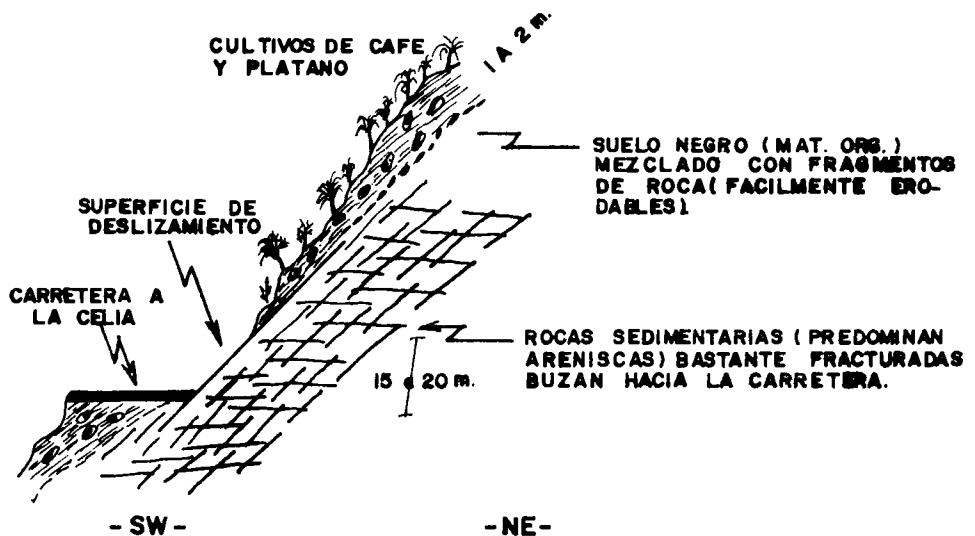 CULTIVOS DE CAFE
Y PLATANO
1 A 2 m.
SUELO NEGRO (MAT. ORG.)
MEZCLADO CON FRAGMENTOS
DE ROCA (FACILMENTE ERO-
DABLES).
SUPERFICIE DE
DESLIZAMIENTO
CARRETERA A
LA CELIA
ROCAS SEDIMENTARIAS (PREDOMINAN
ARENISCAS) BASTANTE FRACTURADAS
BUZAN HACIA LA CARRETERA.
15 a 20 m.
- SW -
- NE -